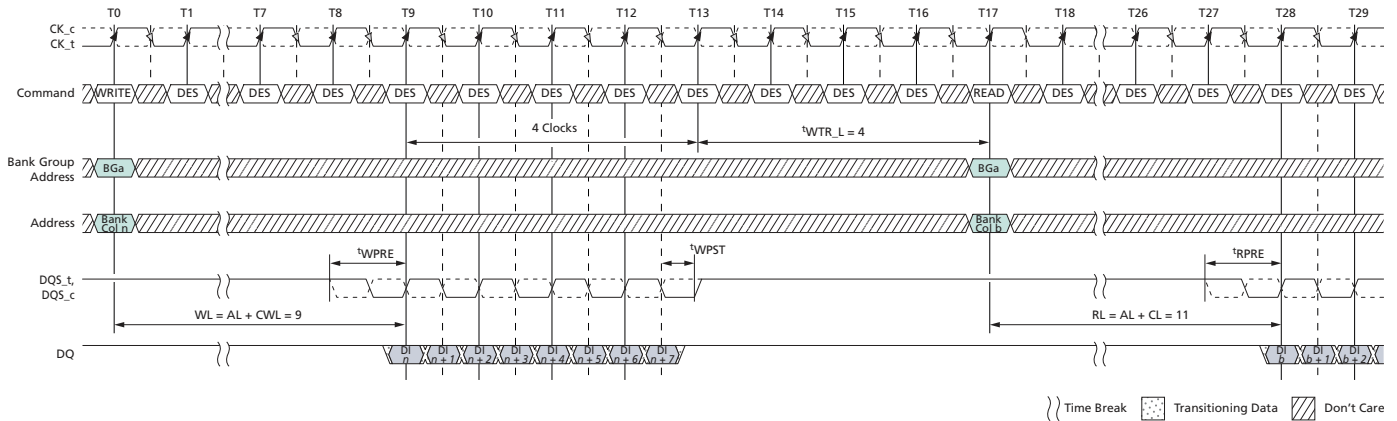 T0 T1 T7 T8 T9 T10 T11 T12 T13 T14 T15 T16 T17 T18 T26 T27 T28 T29
CK_c
CK_t
Command WRITE DES DES DES DES DES DES DES DES DES DES DES READ DES DES DES DES DES
4 Clocks tWTR_L = 4
Bank Group
Address BGa BGa
Address Bank
Col n Bank
Col b
tWPRE tWPST tRPRE
DQS_t,
DQS_c
WL = AL + CWL = 9 RL = AL + CL = 11
DQ DI
n DI
n + 1 DI
n + 2 DI
n + 3 DI
n + 4 DI
n + 5 DI
n + 6 DI
n + 7 DI
b DI
b + 1 DI
b + 2
Time Break Transitioning Data Don't Care